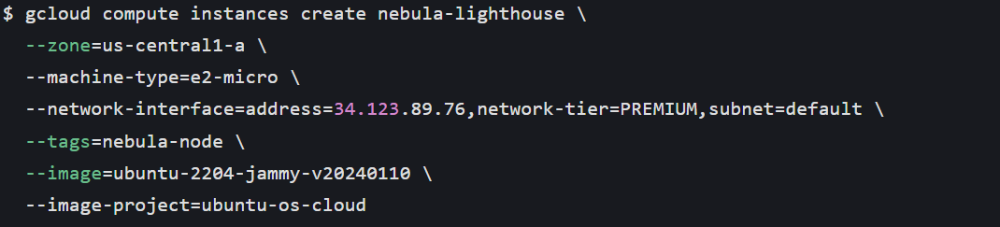 $ gcloud compute instances create nebula-lighthouse \
--zone=us-central1-a \
--machine-type=e2-micro \
--network-interface=address=34.123.89.76,network-tier=PREMIUM,subnet=default \
--tags=nebula-node \
--image=ubuntu-2204-jammy-v20240110 \
--image-project=ubuntu-os-cloud